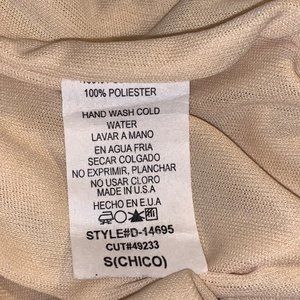 100% POLIESTER
HAND WASH COLD
WATER
LAVAR A MANO
EN AGUA FRIA
SECAR COLGADO
NO EXPRIMIR, PLANCHAR
NO USAR CLORO
MADE IN U.S.A
HECHO EN E.U.A
STYLE#D-14695
CUT#49233
S(CHICO)